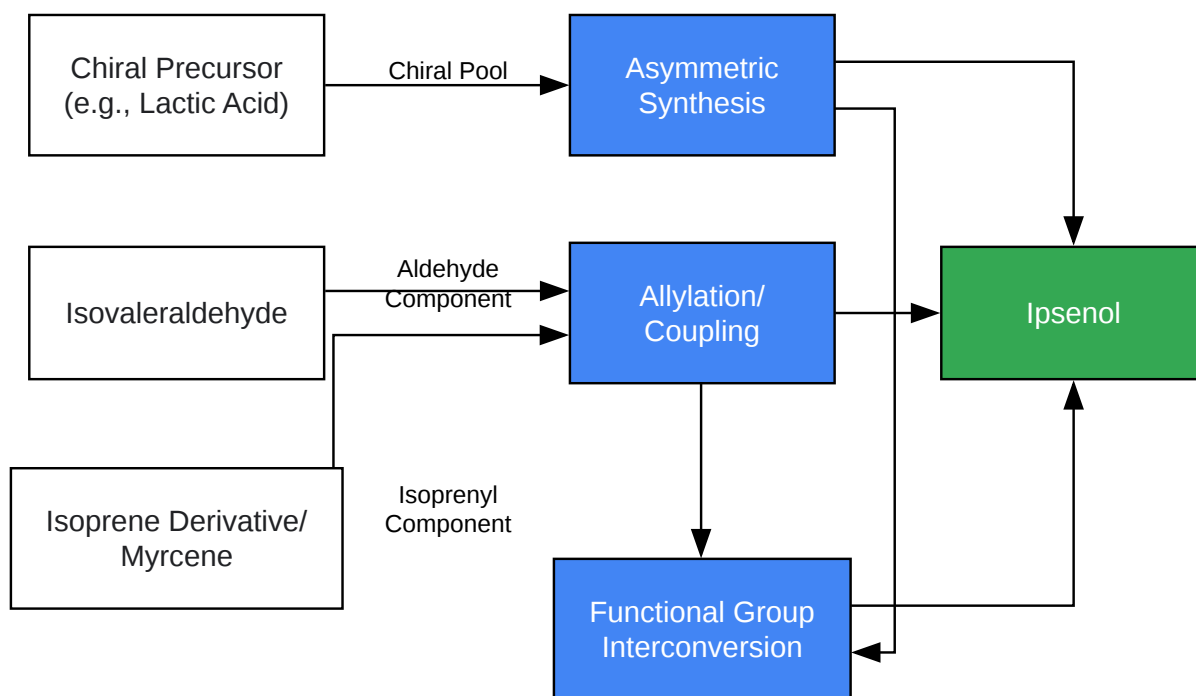 Chiral Precursor
(e.g., Lactic Acid)
Chiral Pool
Asymmetric
Synthesis
Isovaleraldehyde
Aldehyde
Component
Allylation/
Coupling
Ipsenol
Isoprene Derivative/
Myrcene
Isoprenyl
Component
Functional Group
Interconversion